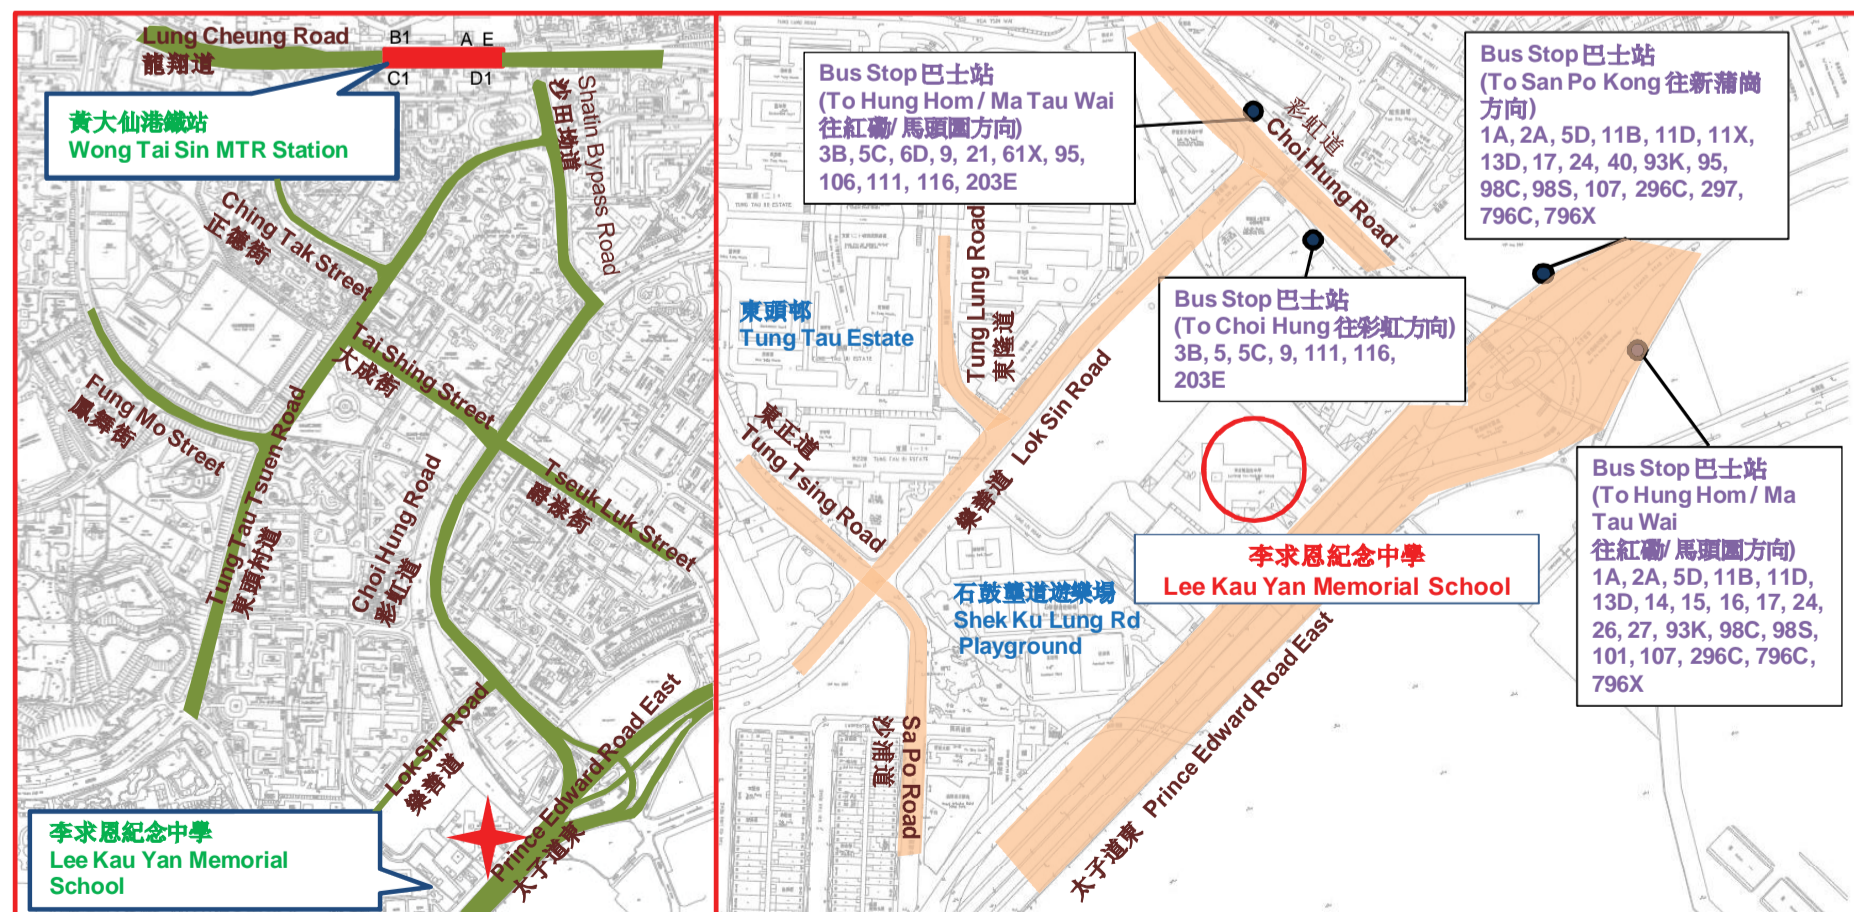 Lung Cheung Road
龍翔道
B1
A E
C1
D1
黃大仙港鐵站
Wong Tai Sin MTR Station
沙田坳道
Shatin Bypass Road
Ching Tak Street
正德街
Tai Shing Street
大成街
Fung Mo Street
鳳舞街
Tung Tau Tsuen Road
東頭村道
Choi Hung Road
彩虹道
Tseuk Luk Street
爵祿街
Lok Sin Road
樂善道
Prince Edward Road East
太子道東
李求恩紀念中學
Lee Kau Yan Memorial
School
Bus Stop 巴士站
(To Hung Hom / Ma Tau Wai
往紅磡/ 馬頭圍方向)
3B, 5C, 6D, 9, 21, 61X, 95,
106, 111, 116, 203E
彩虹道
Choi Hung Road
Bus Stop 巴士站
(To San Po Kong 往新蒲崗
方向)
1A, 2A, 5D, 11B, 11D, 11X,
13D, 17, 24, 40, 93K, 95,
98C, 98S, 107, 296C, 297,
796C, 796X
Bus Stop 巴士站
(To Choi Hung 往彩虹方向)
3B, 5, 5C, 9, 111, 116,
203E
東頭邨
Tung Tau Estate
Tung Lung Road
東隆道
東正道
Tung Tsing Road
樂善道 Lok Sin Road
李求恩紀念中學
Lee Kau Yan Memorial School
石鼓壟道遊樂場
Shek Ku Lung Rd
Playground
Bus Stop 巴士站
(To Hung Hom / Ma
Tau Wai
往紅磡/ 馬頭圍方向)
1A, 2A, 5D, 11B, 11D,
13D, 14, 15, 16, 17, 24,
26, 27, 93K, 98C, 98S,
101, 107, 296C, 796C,
796X
沙浦道
Sa Po Road
太子道東 Prince Edward Road East